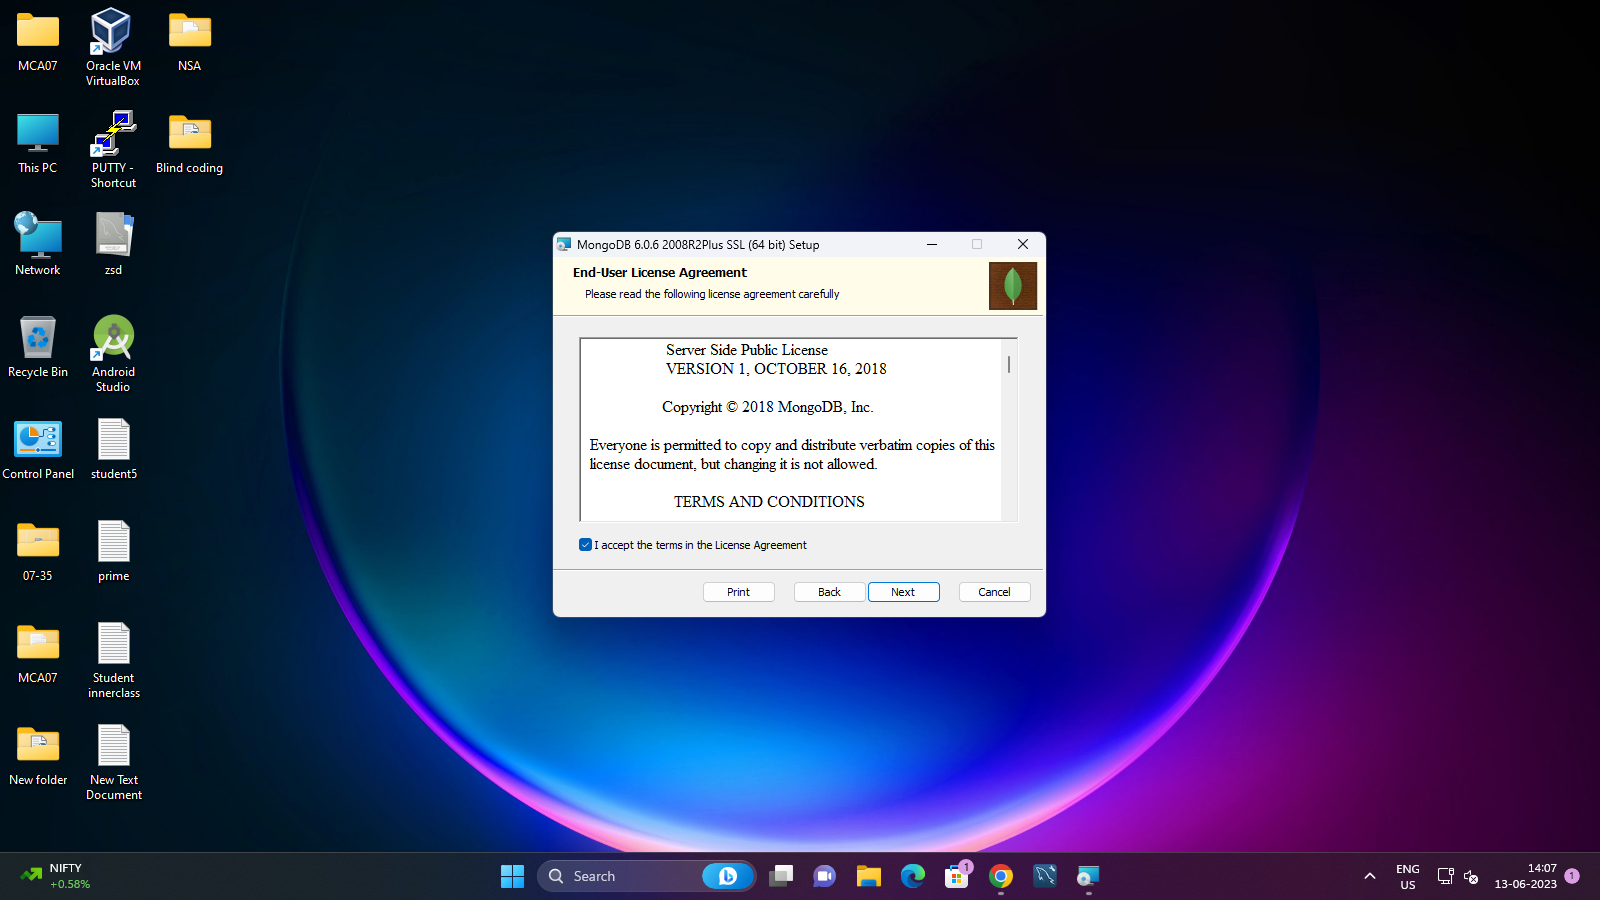 MCA07
Oracle VM
VirtualBox
NSA
This PC
PUTTY -
Shortcut
Blind coding
Network
zsd
Recycle Bin
Android
Studio
Control Panel
student5
07-35
prime
MCA07
Student
innerclass
New folder
New Text
Document
MongoDB 6.0.6 2008R2Plus SSL (64 bit) Setup
End-User License Agreement
Please read the following license agreement carefully
Server Side Public License
VERSION 1, OCTOBER 16, 2018
Copyright © 2018 MongoDB, Inc.
Everyone is permitted to copy and distribute verbatim copies of this
license document, but changing it is not allowed.
TERMS AND CONDITIONS
I accept the terms in the License Agreement
Print Back Next Cancel
NIFTY
+0.58%
Search
1
ENG
US
14:07
13-06-2023
1